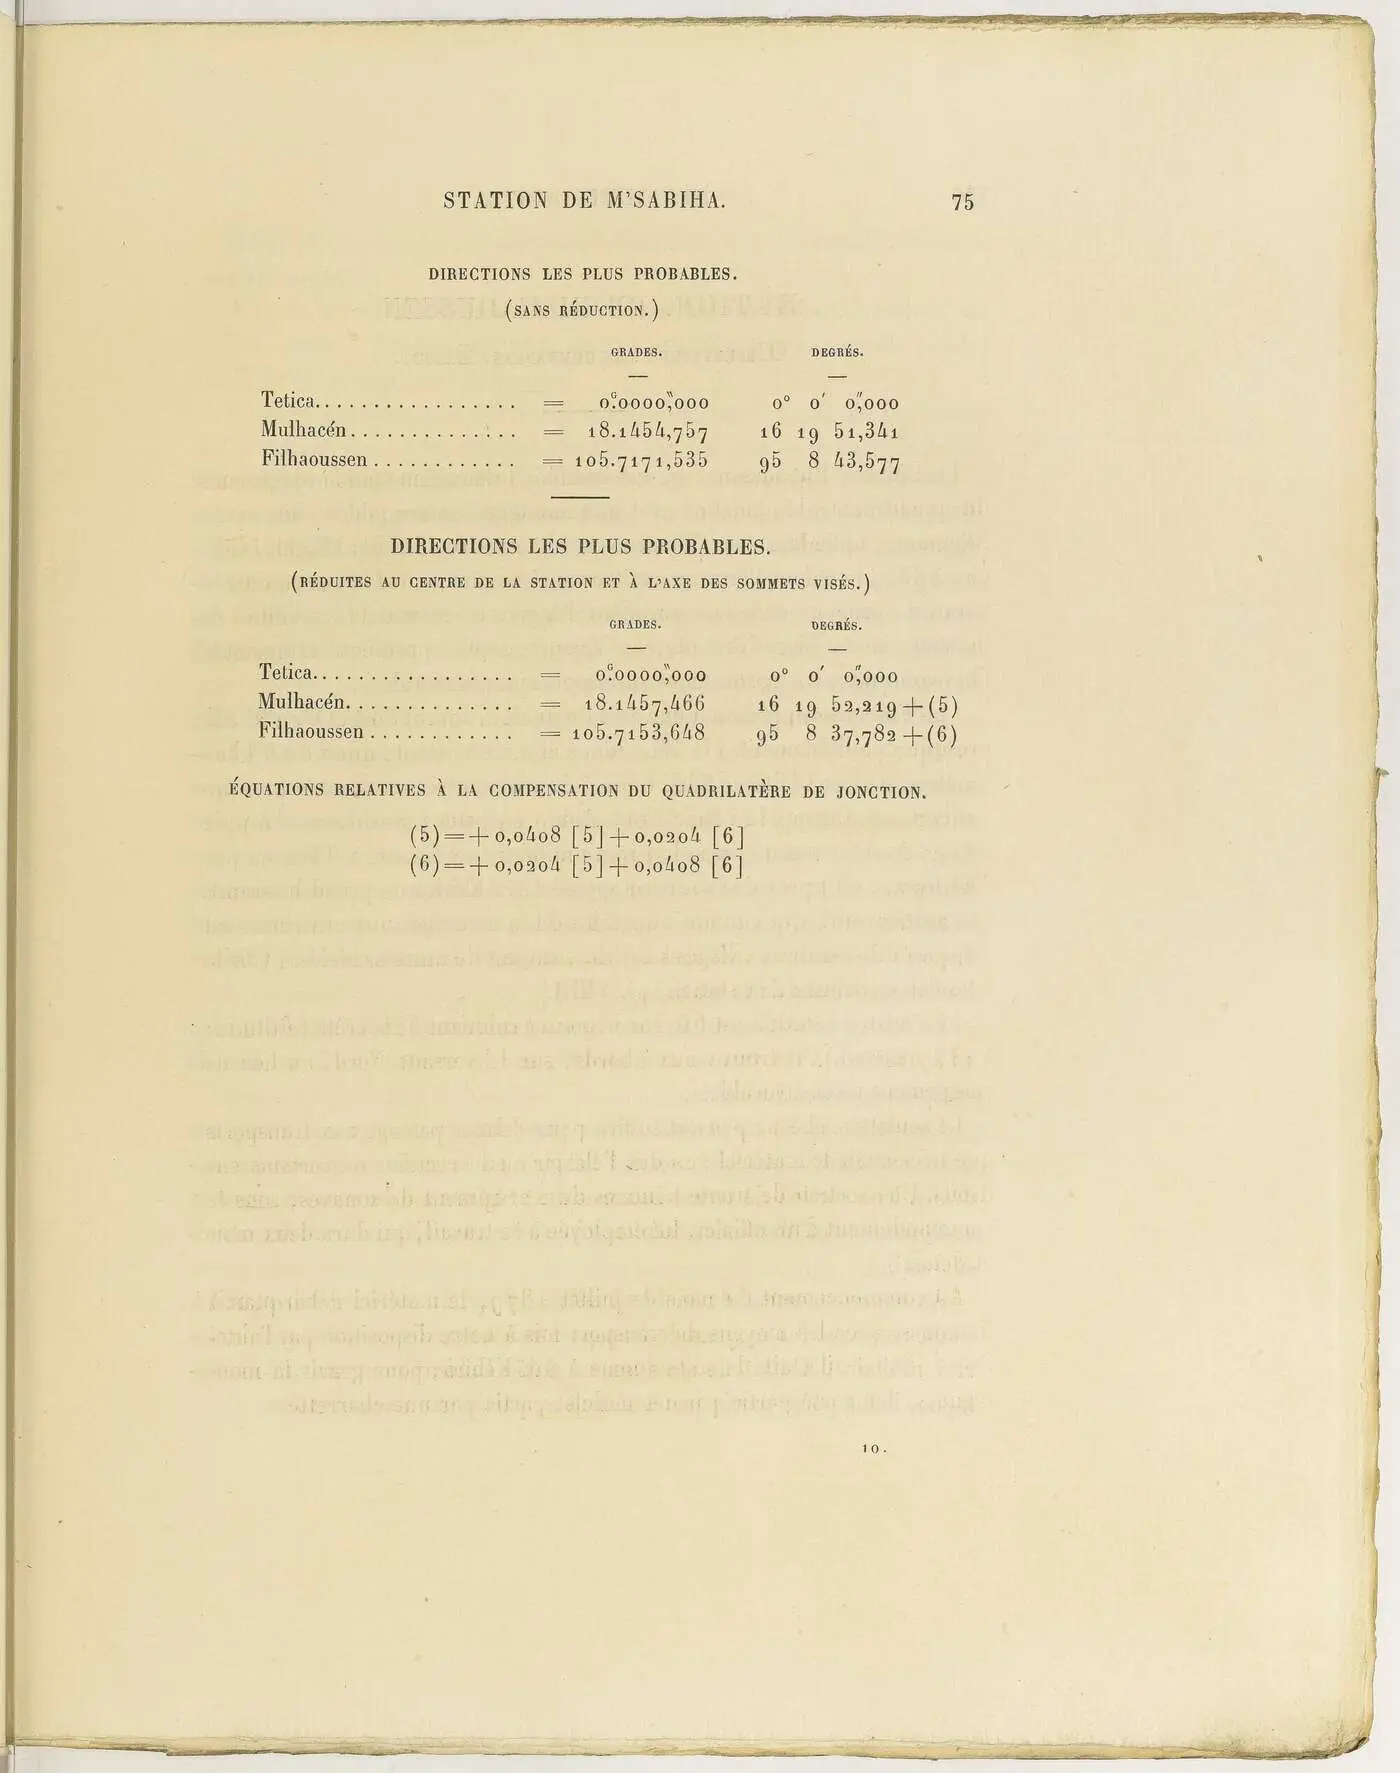 STATION DE M'SABIHA. 75
DIRECTIONS LES PLUS PROBABLES.
(SANS RÉDUCTION.)
GRADES. DEGRÉS.
Tetica................. = 0ᴳ.0000‶,000 0° 0′ 0″,000
Mulhacén.............. = 18.1454,757 16 19 51,341
Filhaoussen............ = 105.7171,535 95 8 43,577
DIRECTIONS LES PLUS PROBABLES.
(RÉDUITES AU CENTRE DE LA STATION ET À L'AXE DES SOMMETS VISÉS.)
GRADES. DEGRÉS.
Tetica................. = 0ᴳ.0000‶,000 0° 0′ 0″,000
Mulhacén.............. = 18.1457,466 16 19 52,219+(5)
Filhaoussen............ = 105.7153,648 95 8 37,782+(6)
ÉQUATIONS RELATIVES À LA COMPENSATION DU QUADRILATÈRE DE JONCTION.
(5)=+0,0408 [5]+0,0204 [6]
(6)=+0,0204 [5]+0,0408 [6]
10.